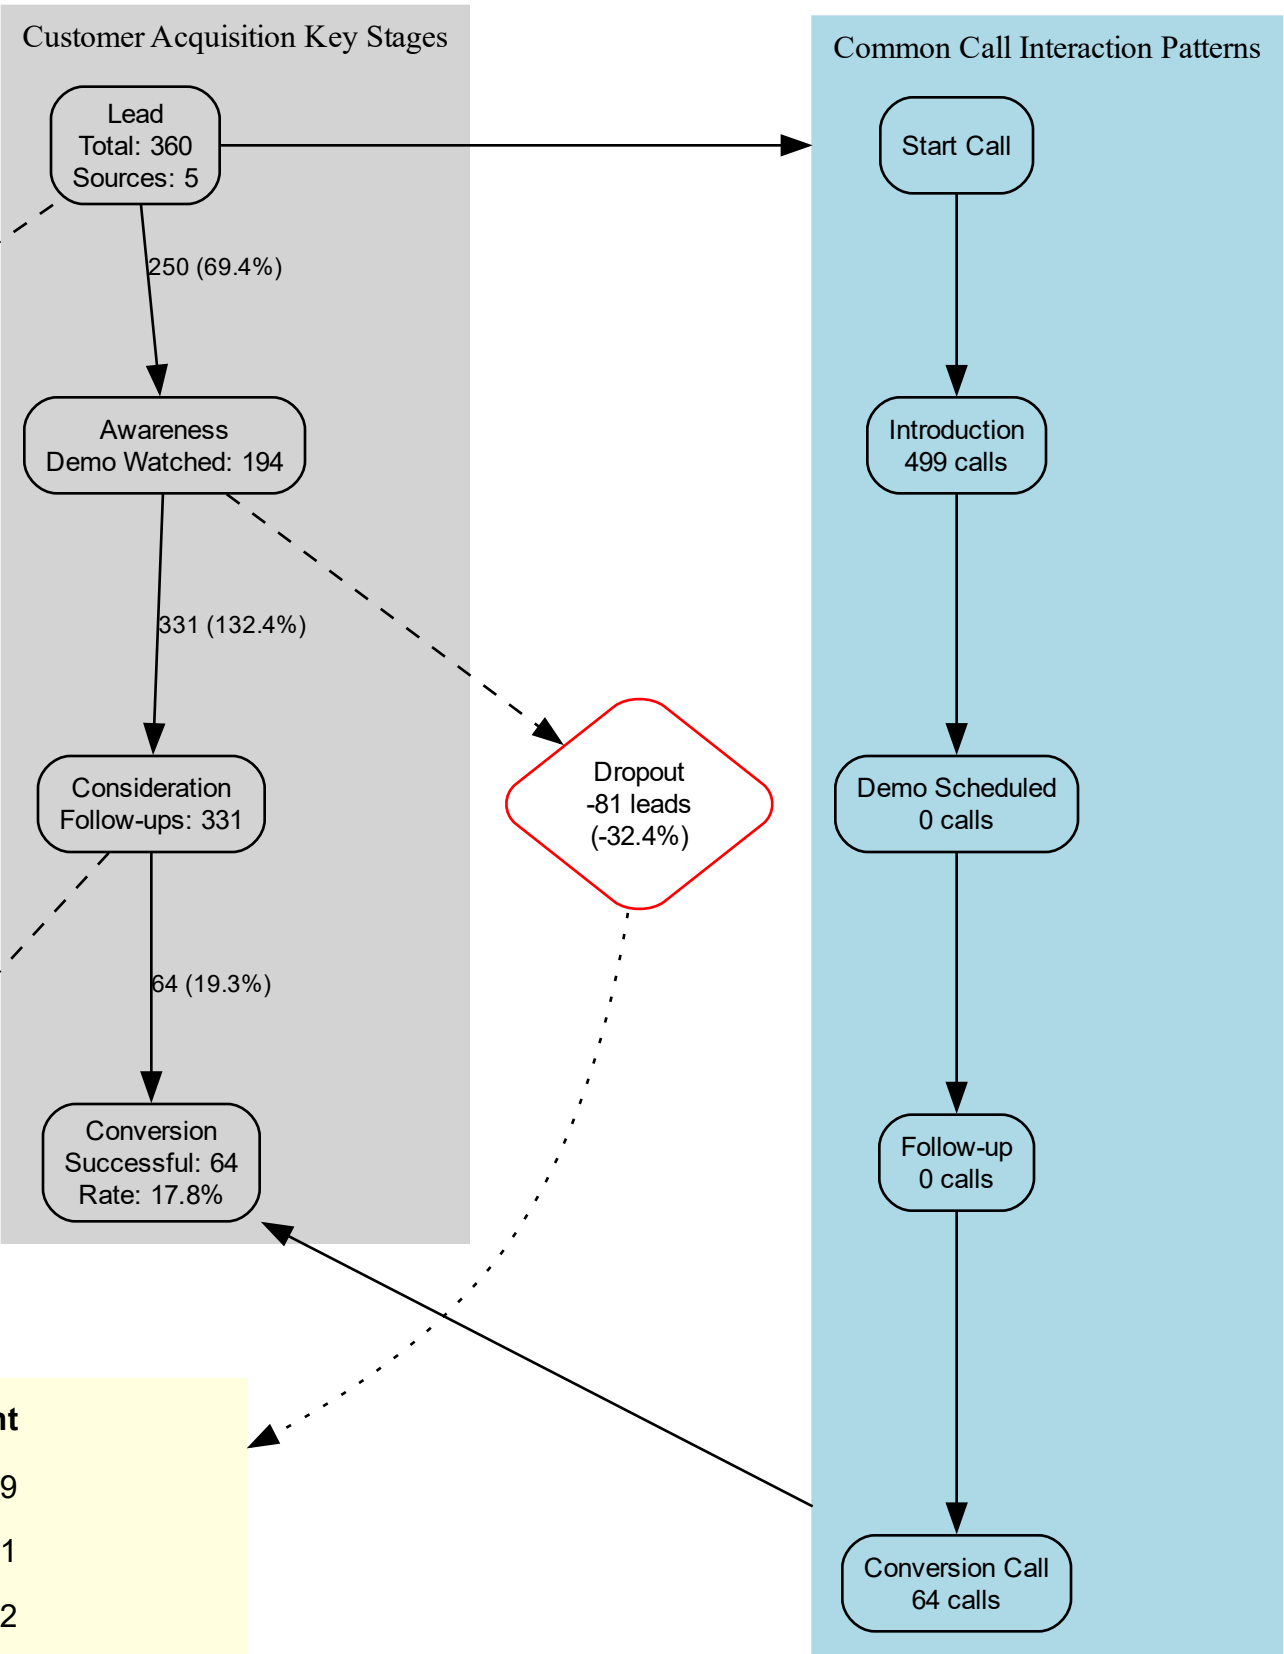 Customer Acquisition Key Stages
Lead
Total: 360
Sources: 5
250 (69.4%)
Awareness
Demo Watched: 194
331 (132.4%)
Consideration
Follow-ups: 331
64 (19.3%)
Conversion
Successful: 64
Rate: 17.8%
Dropout
-81 leads
(-32.4%)
Common Call Interaction Patterns
Start Call
Introduction
499 calls
Demo Scheduled
0 calls
Follow-up
0 calls
Conversion Call
64 calls
9
1
2